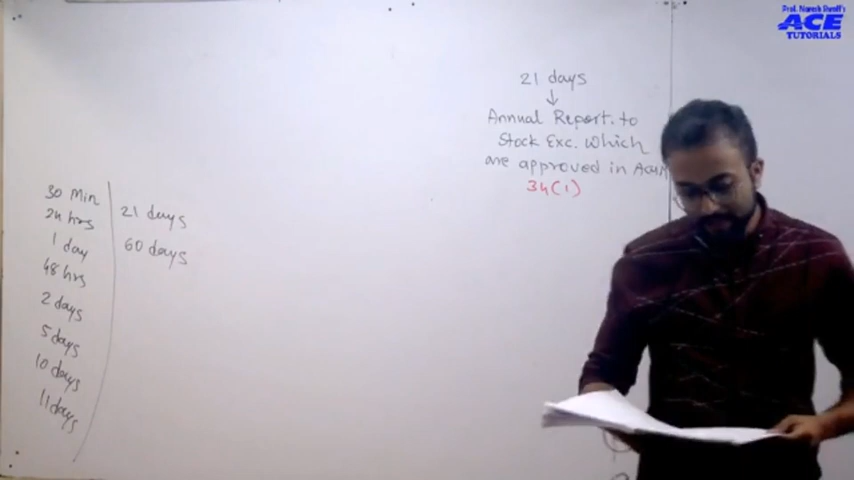 Prof. Naresh Shroff's
ACE
TUTORIALS
21 days
↓
Annual Report to
Stock Exc. Which
are approved in AGM
34(1)
30 Min
24 hrs
1 day
48 hrs
2 days
5 days
10 days
11 days
21 days
60 days